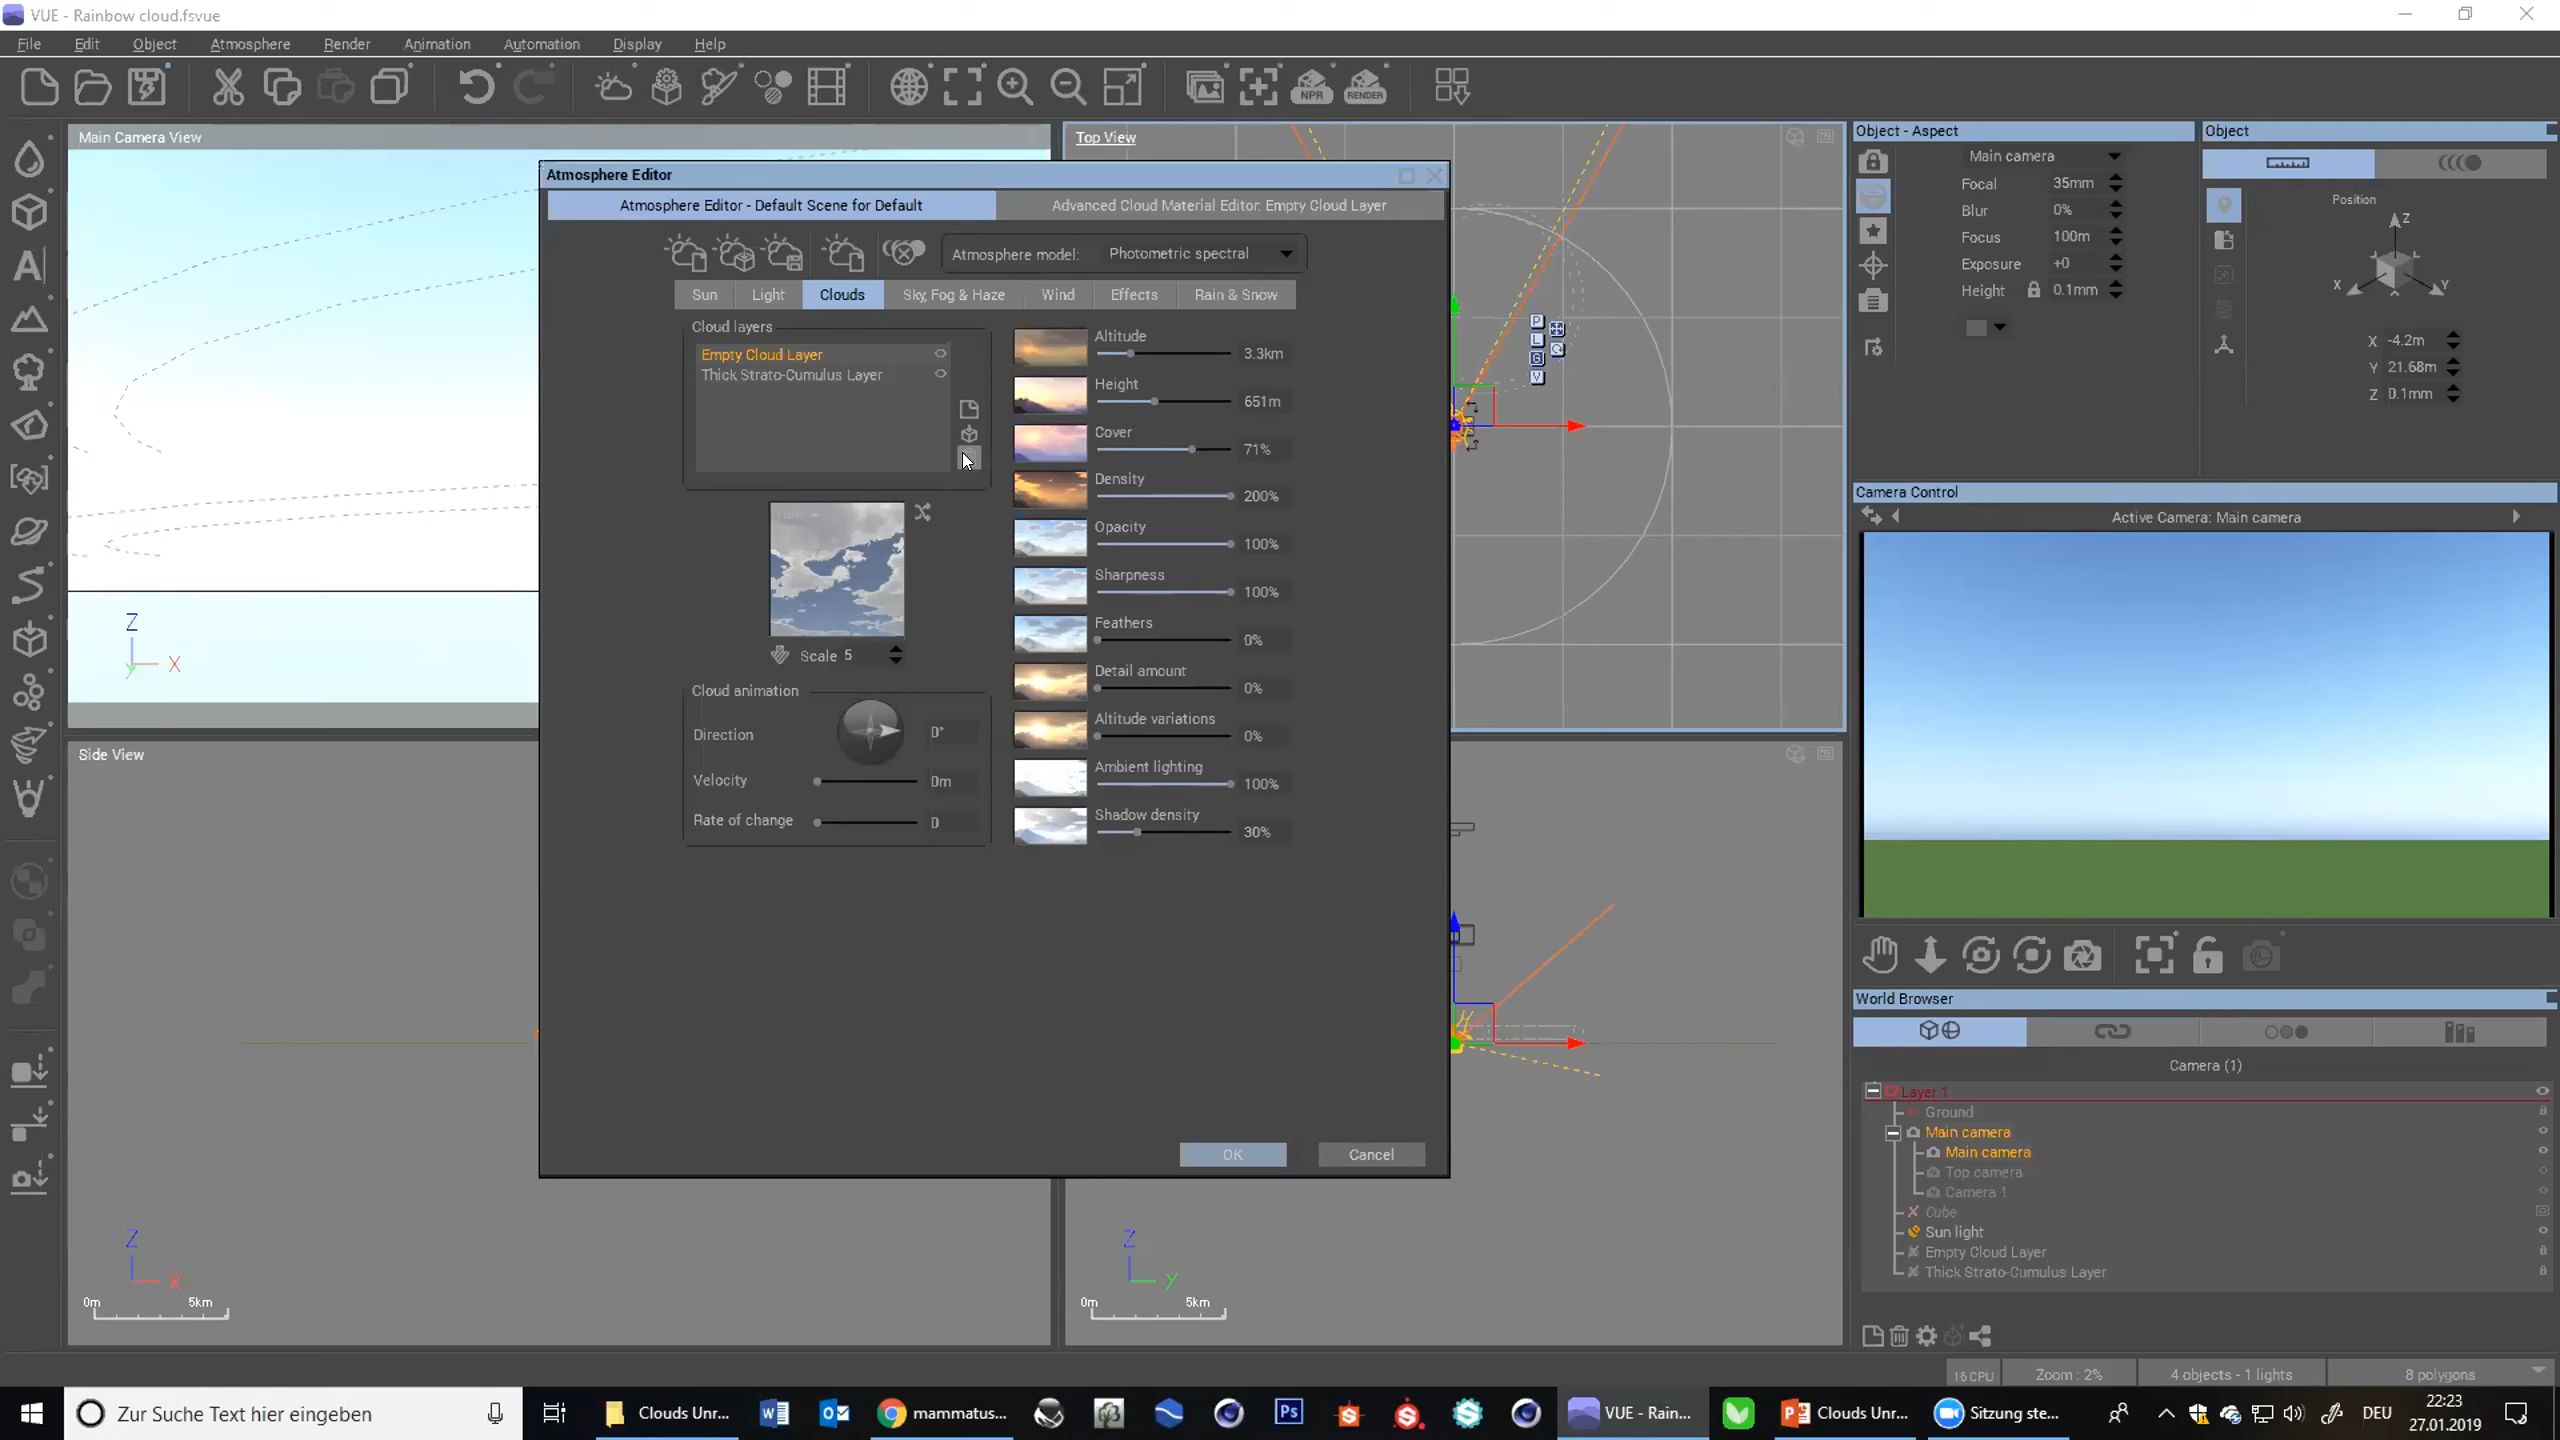 VUE - Rainbow cloud.fsvue
File Edit Object Atmosphere Render Animation Automation Display Help
NPR RENDER
Main Camera View
Top View
Object - Aspect
Object
Atmosphere Editor
Atmosphere Editor - Default Scene for Default
Advanced Cloud Material Editor: Empty Cloud Layer
Atmosphere model: Photometric spectral
Sun Light Clouds Sky, Fog & Haze Wind Effects Rain & Snow
Cloud layers
Empty Cloud Layer
Thick Strato-Cumulus Layer
Scale 5
Cloud animation
Direction 0°
Velocity 0m
Rate of change 0
Altitude 3.3km
Height 651m
Cover 71%
Density 200%
Opacity 100%
Sharpness 100%
Feathers 0%
Detail amount 0%
Altitude variations 0%
Ambient lighting 100%
Shadow density 30%
OK Cancel
P
L
G
V
Main camera
Focal 35mm
Blur 0%
Focus 100m
Exposure +0
Height 0.1mm
Position
Z
X Y
X -4.2m
Y 21.68m
Z 0.1mm
Camera Control
Active Camera: Main camera
Z
Y X
Side View
Z
X
0m 5km
Z
Y
0m 5km
World Browser
Camera (1)
Layer 1
Ground
Main camera
Main camera
Top camera
Camera 1
Cube
Sun light
Empty Cloud Layer
Thick Strato-Cumulus Layer
16 CPU Zoom : 2% 4 objects - 1 lights 8 polygons
Zur Suche Text hier eingeben
Clouds Unr...
mammatus...
Ps
VUE - Rain...
Clouds Unr...
Sitzung ste...
DEU
22:23
27.01.2019